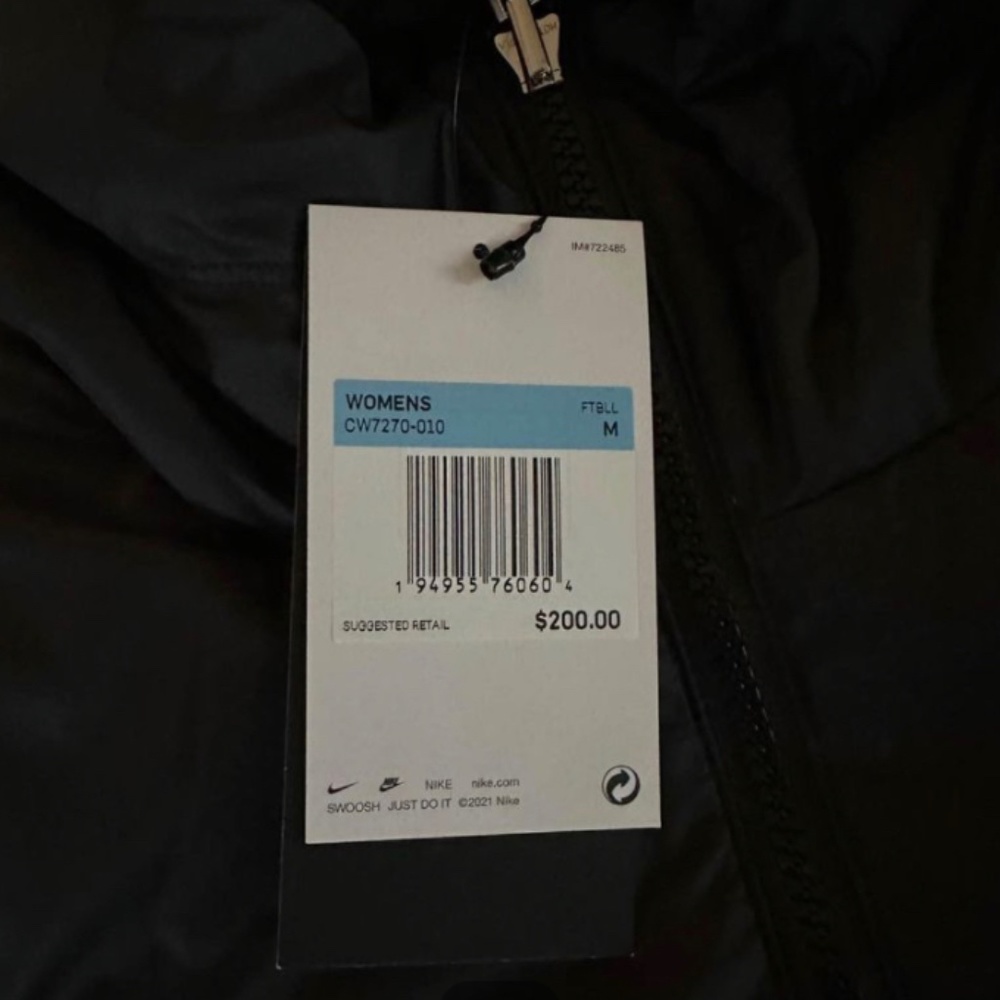 IM#722485
WOMENS FTBLL
CW7270-010 M
1 94955 76060 4
SUGGESTED RETAIL $200.00
NIKE nike.com
SWOOSH JUST DO IT ©2021 Nike